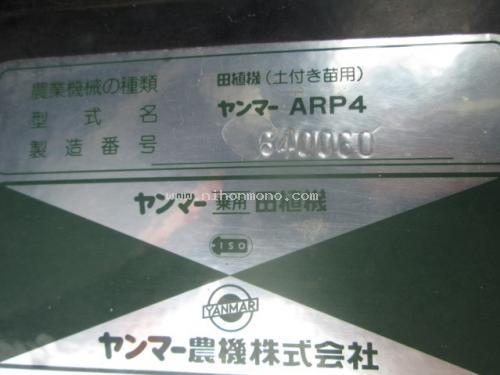 農業機械の種類 田植機(土付き苗用)
型式名 ヤンマー ARP4
製造番号 640060
ヤンマー 乗用 田植機
www.nihonmono.com
ISO
YANMAR
ヤンマー農機株式会社